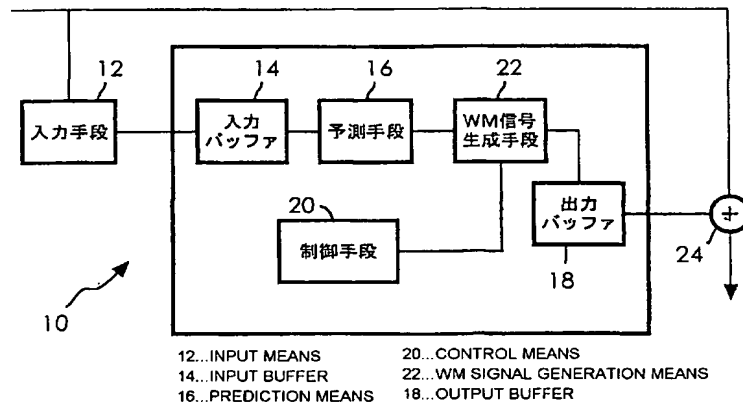 12
14
16
22
入力手段
入力
バッファ
予測手段
WM信号
生成手段
20
制御手段
出力
バッファ
18
+
24
10
12...INPUT MEANS
14...INPUT BUFFER
16...PREDICTION MEANS
20...CONTROL MEANS
22...WM SIGNAL GENERATION MEANS
18...OUTPUT BUFFER